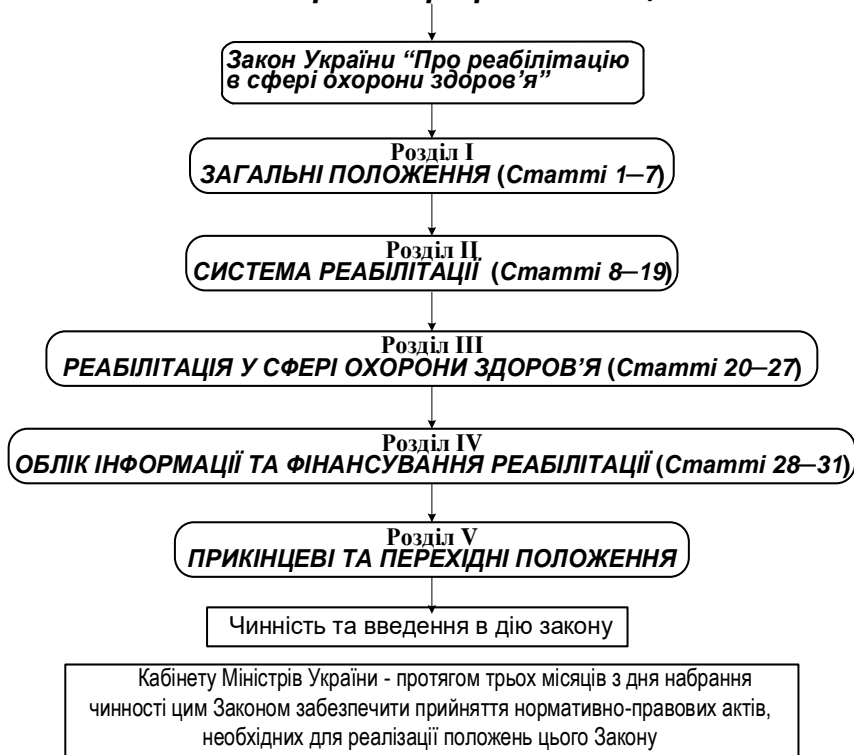 Закон України “Про реабілітацію
в сфері охорони здоров’я”
Розділ I
ЗАГАЛЬНІ ПОЛОЖЕННЯ (Статті 1–7)
Розділ II
СИСТЕМА РЕАБІЛІТАЦІЇ (Статті 8–19)
Розділ III
РЕАБІЛІТАЦІЯ У СФЕРІ ОХОРОНИ ЗДОРОВ’Я (Статті 20–27)
Розділ IV
ОБЛІК ІНФОРМАЦІЇ ТА ФІНАНСУВАННЯ РЕАБІЛІТАЦІЇ (Статті 28–31)
Розділ V
ПРИКІНЦЕВІ ТА ПЕРЕХІДНІ ПОЛОЖЕННЯ
Чинність та введення в дію закону
Кабінету Міністрів України - протягом трьох місяців з дня набрання
чинності цим Законом забезпечити прийняття нормативно-правових актів,
необхідних для реалізації положень цього Закону